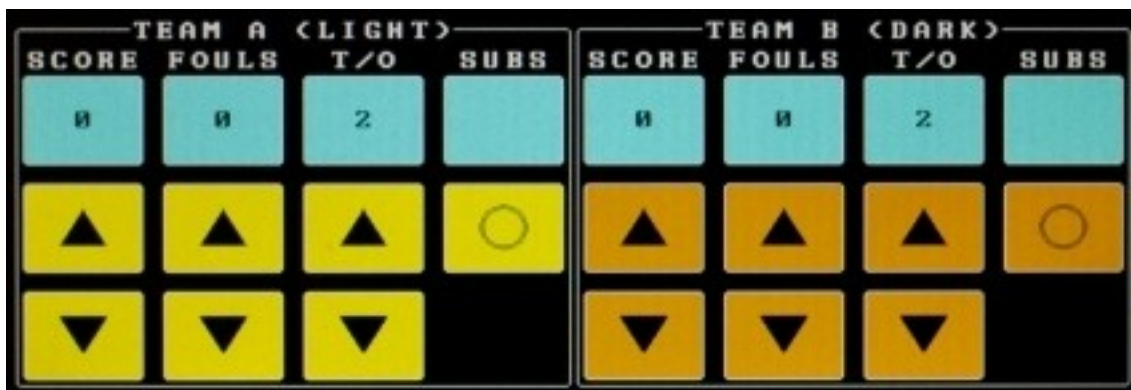 TEAM A (LIGHT) TEAM B (DARK)
SCORE FOULS T/O SUBS SCORE FOULS T/O SUBS
0 0 2 0 0 2